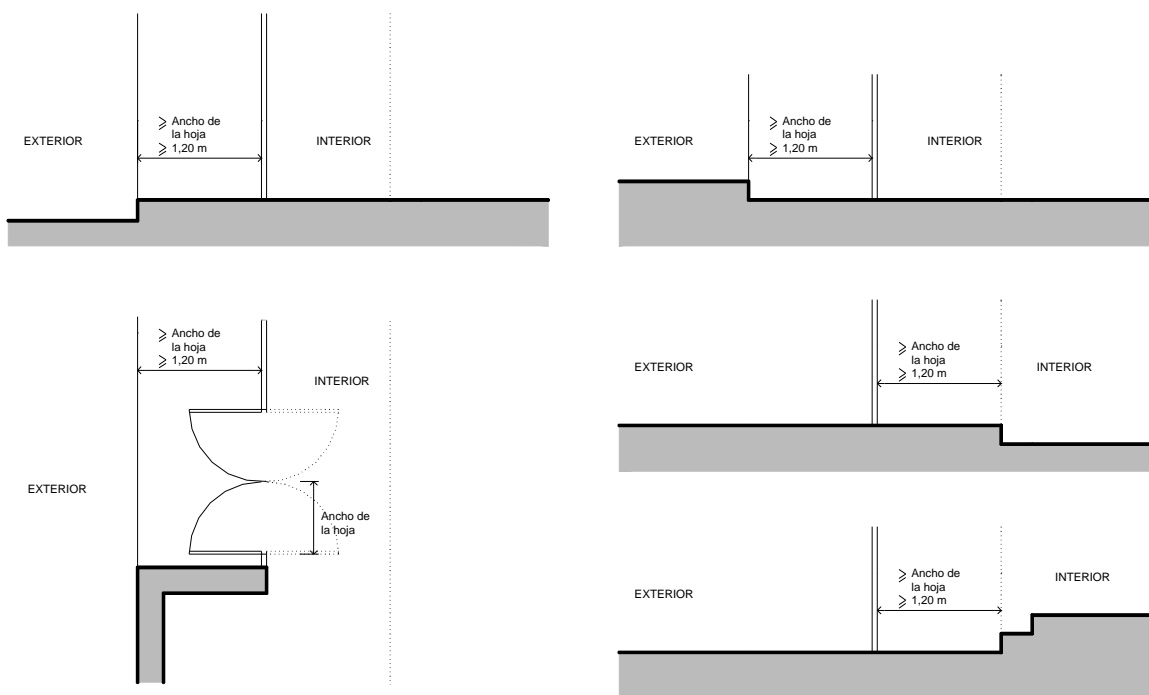 EXTERIOR
⩾ Ancho de
la hoja
⩾ 1,20 m
INTERIOR
EXTERIOR
⩾ Ancho de
la hoja
⩾ 1,20 m
INTERIOR
⩾ Ancho de
la hoja
⩾ 1,20 m
INTERIOR
EXTERIOR
Ancho de
la hoja
EXTERIOR
⩾ Ancho de
la hoja
⩾ 1,20 m
INTERIOR
EXTERIOR
⩾ Ancho de
la hoja
⩾ 1,20 m
INTERIOR